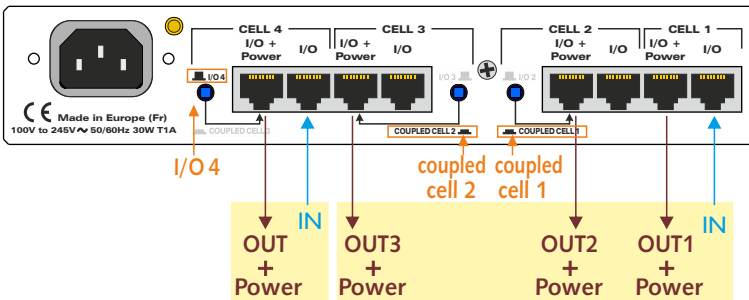 CELL 4 CELL 3 CELL 2 CELL 1
I/O + Power I/O I/O + Power I/O I/O + Power I/O I/O + Power I/O
I/O 4 I/O 3 I/O 2
CE Made in Europe (Fr)
100V to 245V~ 50/60Hz 30W T1A
COUPLED CELL 3 COUPLED CELL 2 COUPLED CELL 1
I/O 4
coupled cell 2
coupled cell 1
IN IN
OUT + Power
OUT3 + Power
OUT2 + Power
OUT1 + Power